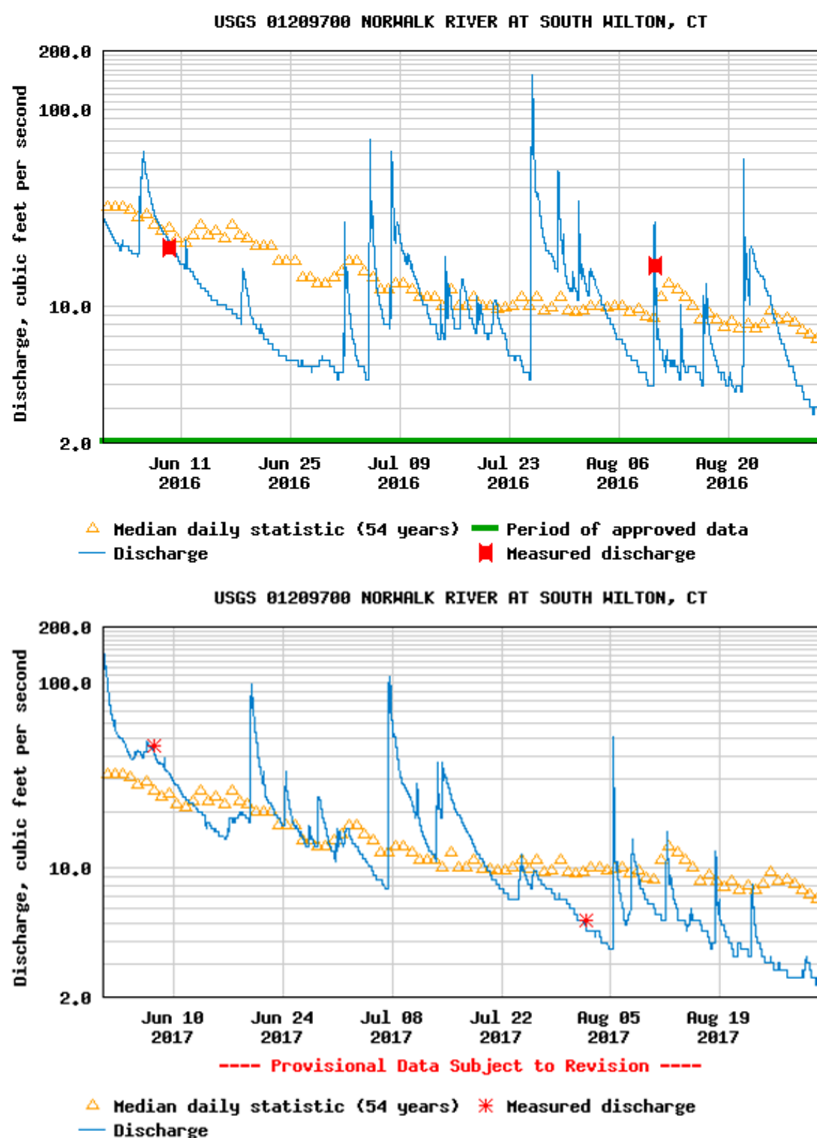 USGS 01209700 NORWALK RIVER AT SOUTH WILTON, CT
Discharge, cubic feet per second
200.0
100.0
10.0
2.0
Jun 11 Jun 25 Jul 09 Jul 23 Aug 06 Aug 20
2016 2016 2016 2016 2016 2016
Median daily statistic (54 years) Period of approved data
Discharge Measured discharge
USGS 01209700 NORWALK RIVER AT SOUTH WILTON, CT
Discharge, cubic feet per second
200.0
100.0
10.0
2.0
Jun 10 Jun 24 Jul 08 Jul 22 Aug 05 Aug 19
2017 2017 2017 2017 2017 2017
---- Provisional Data Subject to Revision ----
Median daily statistic (54 years) Measured discharge
Discharge